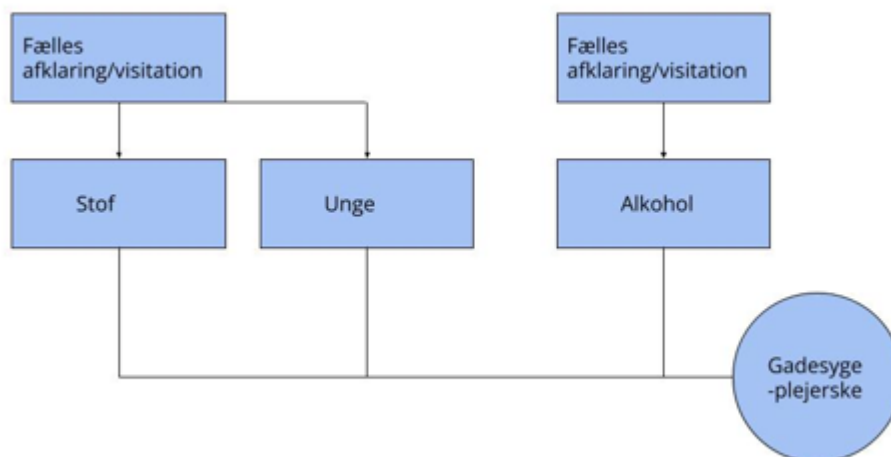 Fælles
afklaring/visitation
Fælles
afklaring/visitation
Stof
Unge
Alkohol
Gadesyge
-plejerske